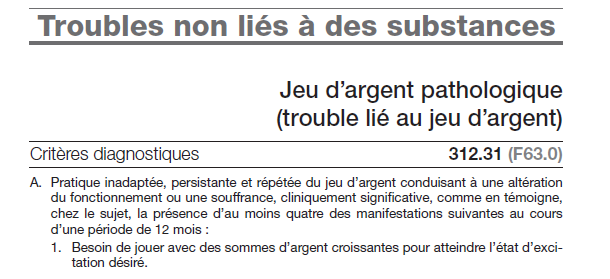 Troubles non liés à des substances
Jeu d’argent pathologique
(trouble lié au jeu d’argent)
Critères diagnostiques 312.31 (F63.0)
A. Pratique inadaptée, persistante et répétée du jeu d’argent conduisant à une altération
du fonctionnement ou une souffrance, cliniquement significative, comme en témoigne,
chez le sujet, la présence d’au moins quatre des manifestations suivantes au cours
d’une période de 12 mois :
1. Besoin de jouer avec des sommes d’argent croissantes pour atteindre l’état d’exci-
tation désiré.